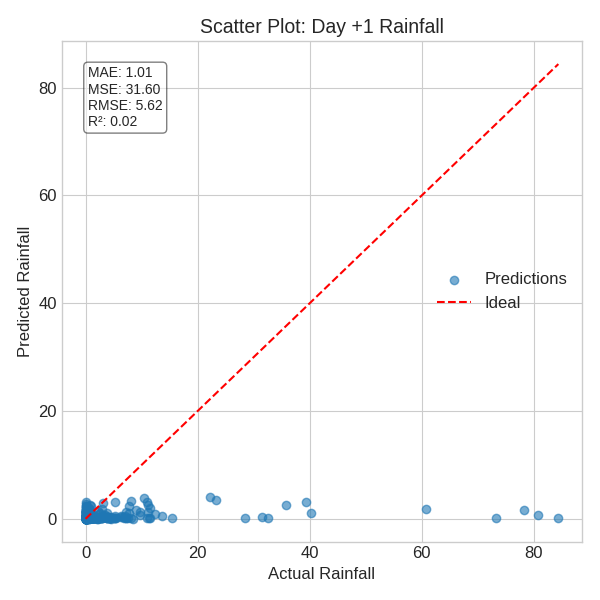 Scatter Plot: Day +1 Rainfall
MAE: 1.01
MSE: 31.60
RMSE: 5.62
R²: 0.02
80
60
40
20
0
Predicted Rainfall
Predictions
Ideal
0 20 40 60 80
Actual Rainfall